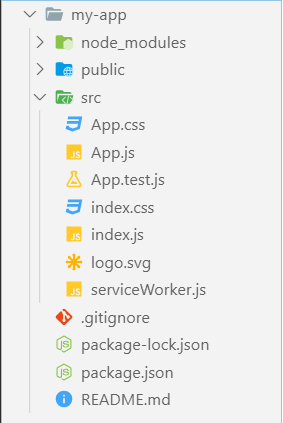 my-app
node_modules
public
src
App.css
App.js
App.test.js
index.css
index.js
logo.svg
serviceWorker.js
.gitignore
package-lock.json
package.json
README.md